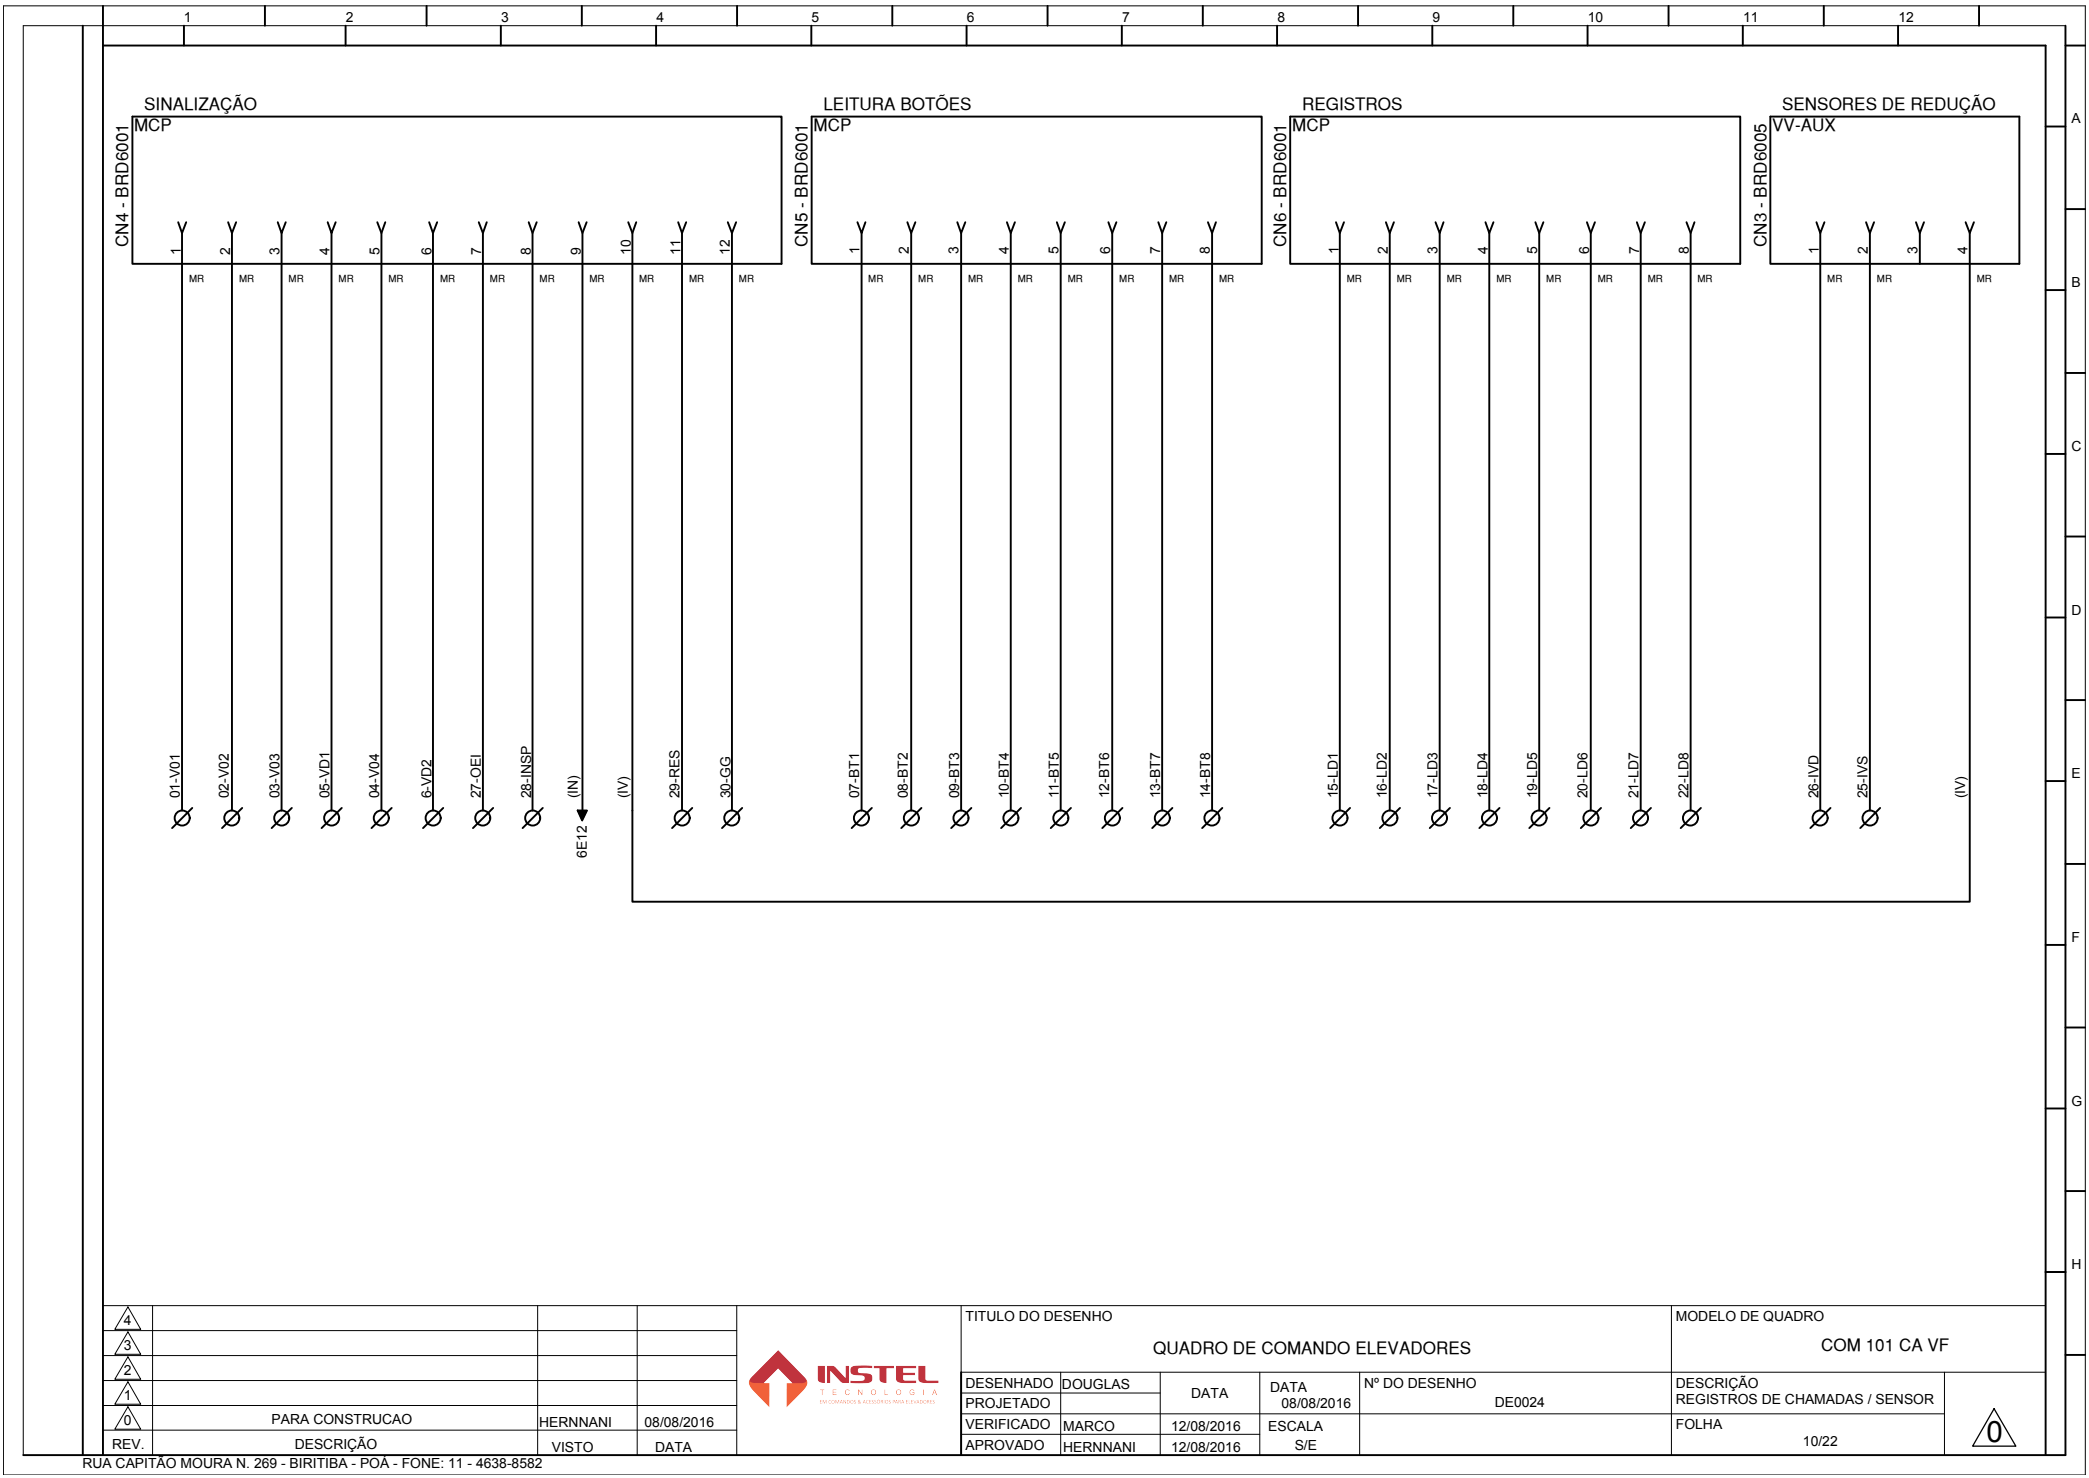 1 2 3 4 5 6 7 8 9 10 11 12
A
B
C
D
E
F
G
H
SINALIZAÇÃO
MCP
CN4 - BRD6001
1 2 3 4 5 6 7 8 9 10 11 12
MR MR MR MR MR MR MR MR MR MR MR MR
01-V01
02-V02
03-V03
05-VD1
04-V04
6-VD2
27-OEI
28-INSP
(IN)
6E12
(IV)
29-RES
30-GG
LEITURA BOTÕES
MCP
CN5 - BRD6001
1 2 3 4 5 6 7 8
MR MR MR MR MR MR MR MR
07-BT1
08-BT2
09-BT3
10-BT4
11-BT5
12-BT6
13-BT7
14-BT8
REGISTROS
MCP
CN6 - BRD6001
1 2 3 4 5 6 7 8
MR MR MR MR MR MR MR MR
15-LD1
16-LD2
17-LD3
18-LD4
19-LD5
20-LD6
21-LD7
22-LD8
SENSORES DE REDUÇÃO
VV-AUX
CN3 - BRD6005
1 2 3 4
MR MR MR
26-IVD
25-IVS
(IV)
4
3
2
1
0 PARA CONSTRUCAO HERNNANI 08/08/2016
REV. DESCRIÇÃO VISTO DATA
INSTEL
TECNOLOGIA
TITULO DO DESENHO
QUADRO DE COMANDO ELEVADORES
MODELO DE QUADRO
COM 101 CA VF
DESENHADO DOUGLAS
PROJETADO
DATA
VERIFICADO MARCO 12/08/2016
APROVADO HERNNANI 12/08/2016
DATA
08/08/2016
ESCALA
S/E
Nº DO DESENHO
DE0024
DESCRIÇÃO
REGISTROS DE CHAMADAS / SENSOR
FOLHA
10/22
0
RUA CAPITÃO MOURA N. 269 - BIRITIBA - POÁ - FONE: 11 - 4638-8582